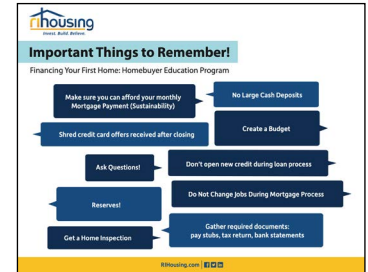 rihousing
Invest. Build. Believe.
Important Things to Remember!
Financing Your First Home: Homebuyer Education Program
Make sure you can afford your monthly
Mortgage Payment (Sustainability)
No Large Cash Deposits
Shred credit card offers received after closing
Create a Budget
Ask Questions!
Don't open new credit during loan process
Reserves!
Do Not Change Jobs During Mortgage Process
Get a Home Inspection
Gather required documents:
pay stubs, tax return, bank statements
RIHousing.com